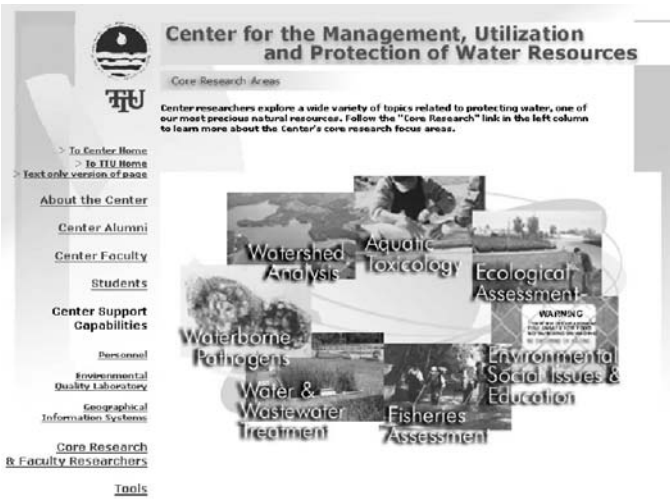 Center for the Management, Utilization
and Protection of Water Resources
Core Research Areas
TTU
Center researchers explore a wide variety of topics related to protecting water, one of
our most precious natural resources. Follow the "Core Research" link in the left column
to learn more about the Center's core research focus areas.
> To Center Home
> To TTU Home
> Text only version of page
About the Center
Center Alumni
Center Faculty
Students
Center Support
Capabilities
Personnel
Environmental
Quality Laboratory
Geographical
Information Systems
Core Research
& Faculty Researchers
Tools
Watershed
Analysis
Aquatic
Toxicology
Ecological
Assessment
WARNING
Waterborne
Pathogens
Environmental
Social Issues &
Education
Water &
Wastewater
Treatment
Fisheries
Assessment